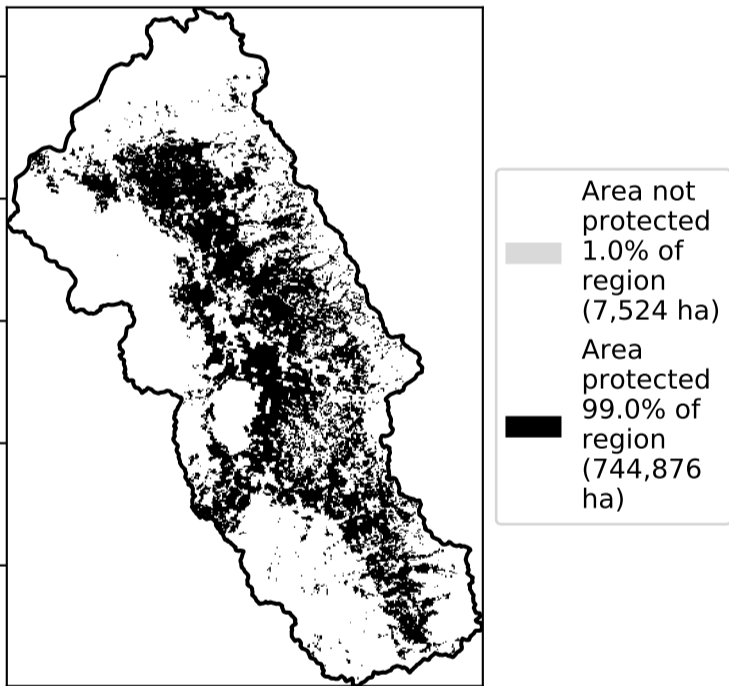 Area not
protected
1.0% of
region
(7,524 ha)
Area
protected
99.0% of
region
(744,876
ha)